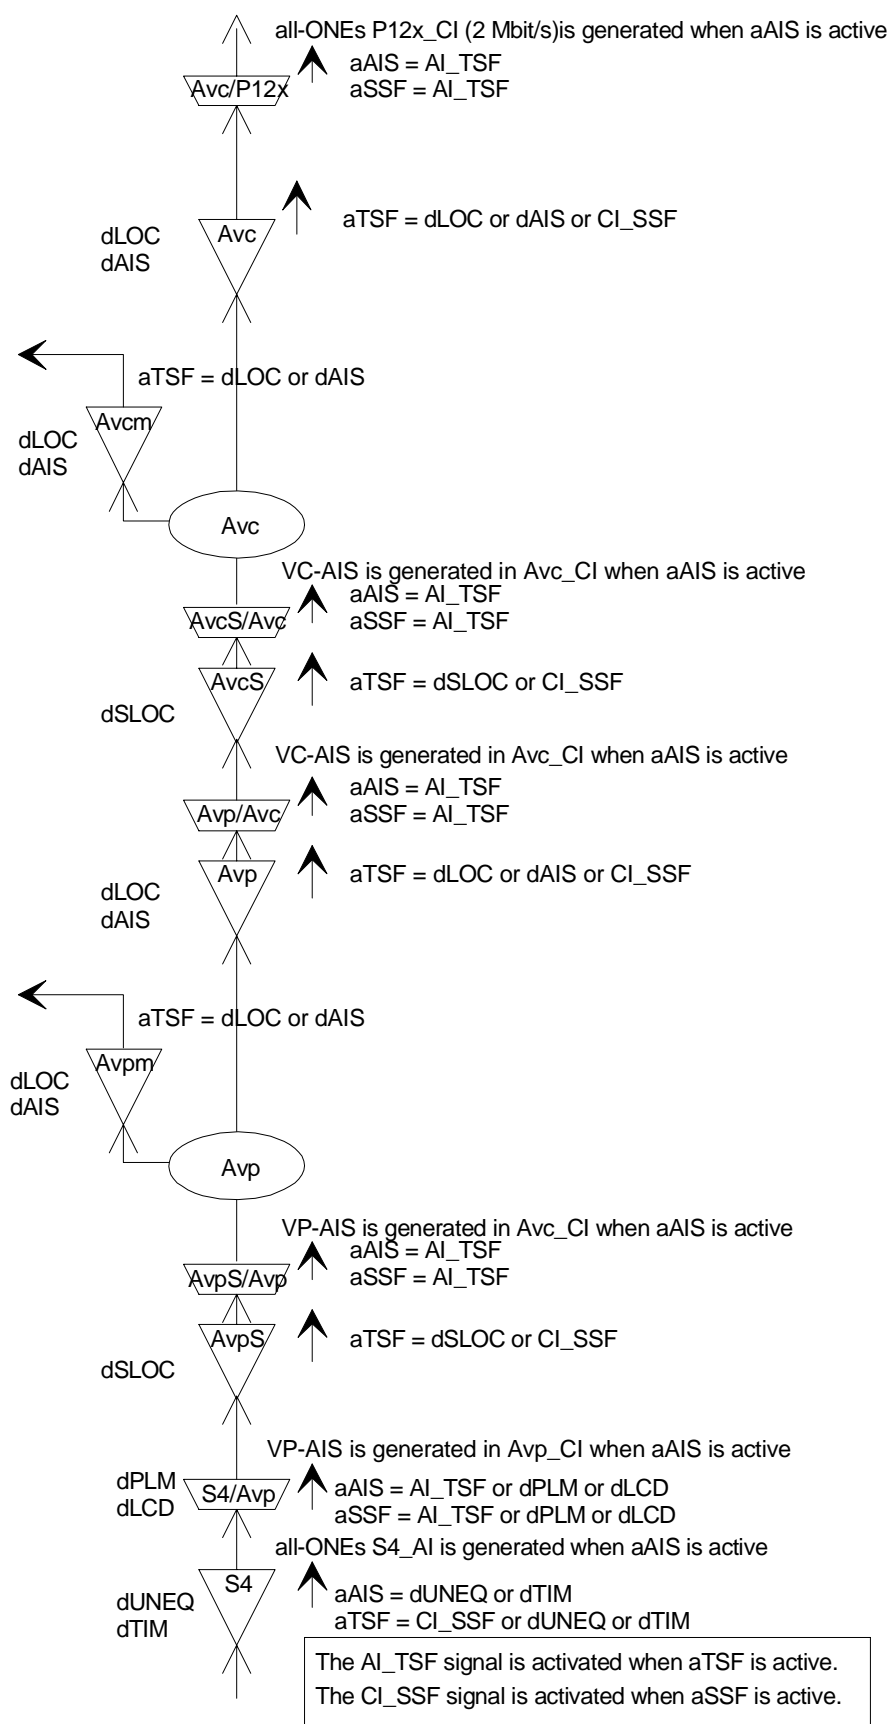 all-ONEs P12x_CI (2 Mbit/s)is generated when aAIS is active
aAIS = AI_TSF
Avc/P12x
aSSF = AI_TSF
aTSF = dLOC or dAIS or CI_SSF
Avc
dLOC
dAIS
aTSF = dLOC or dAIS
Avcm
dLOC
dAIS
Avc
VC-AIS is generated in Avc_CI when aAIS is active
aAIS = AI_TSF
AvcS/Avc
aSSF = AI_TSF
AvcS
aTSF = dSLOC or CI_SSF
dSLOC
VC-AIS is generated in Avc_CI when aAIS is active
aAIS = AI_TSF
Avp/Avc
aSSF = AI_TSF
Avp
aTSF = dLOC or dAIS or CI_SSF
dLOC
dAIS
aTSF = dLOC or dAIS
Avpm
dLOC
dAIS
Avp
VP-AIS is generated in Avc_CI when aAIS is active
aAIS = AI_TSF
AvpS/Avp
aSSF = AI_TSF
AvpS
aTSF = dSLOC or CI_SSF
dSLOC
VP-AIS is generated in Avp_CI when aAIS is active
dPLM
dLCD
S4/Avp
aAIS = AI_TSF or dPLM or dLCD
aSSF = AI_TSF or dPLM or dLCD
all-ONEs S4_AI is generated when aAIS is active
S4
dUNEQ
dTIM
aAIS = dUNEQ or dTIM
aTSF = CI_SSF or dUNEQ or dTIM
The AI_TSF signal is activated when aTSF is active.
The CI_SSF signal is activated when aSSF is active.